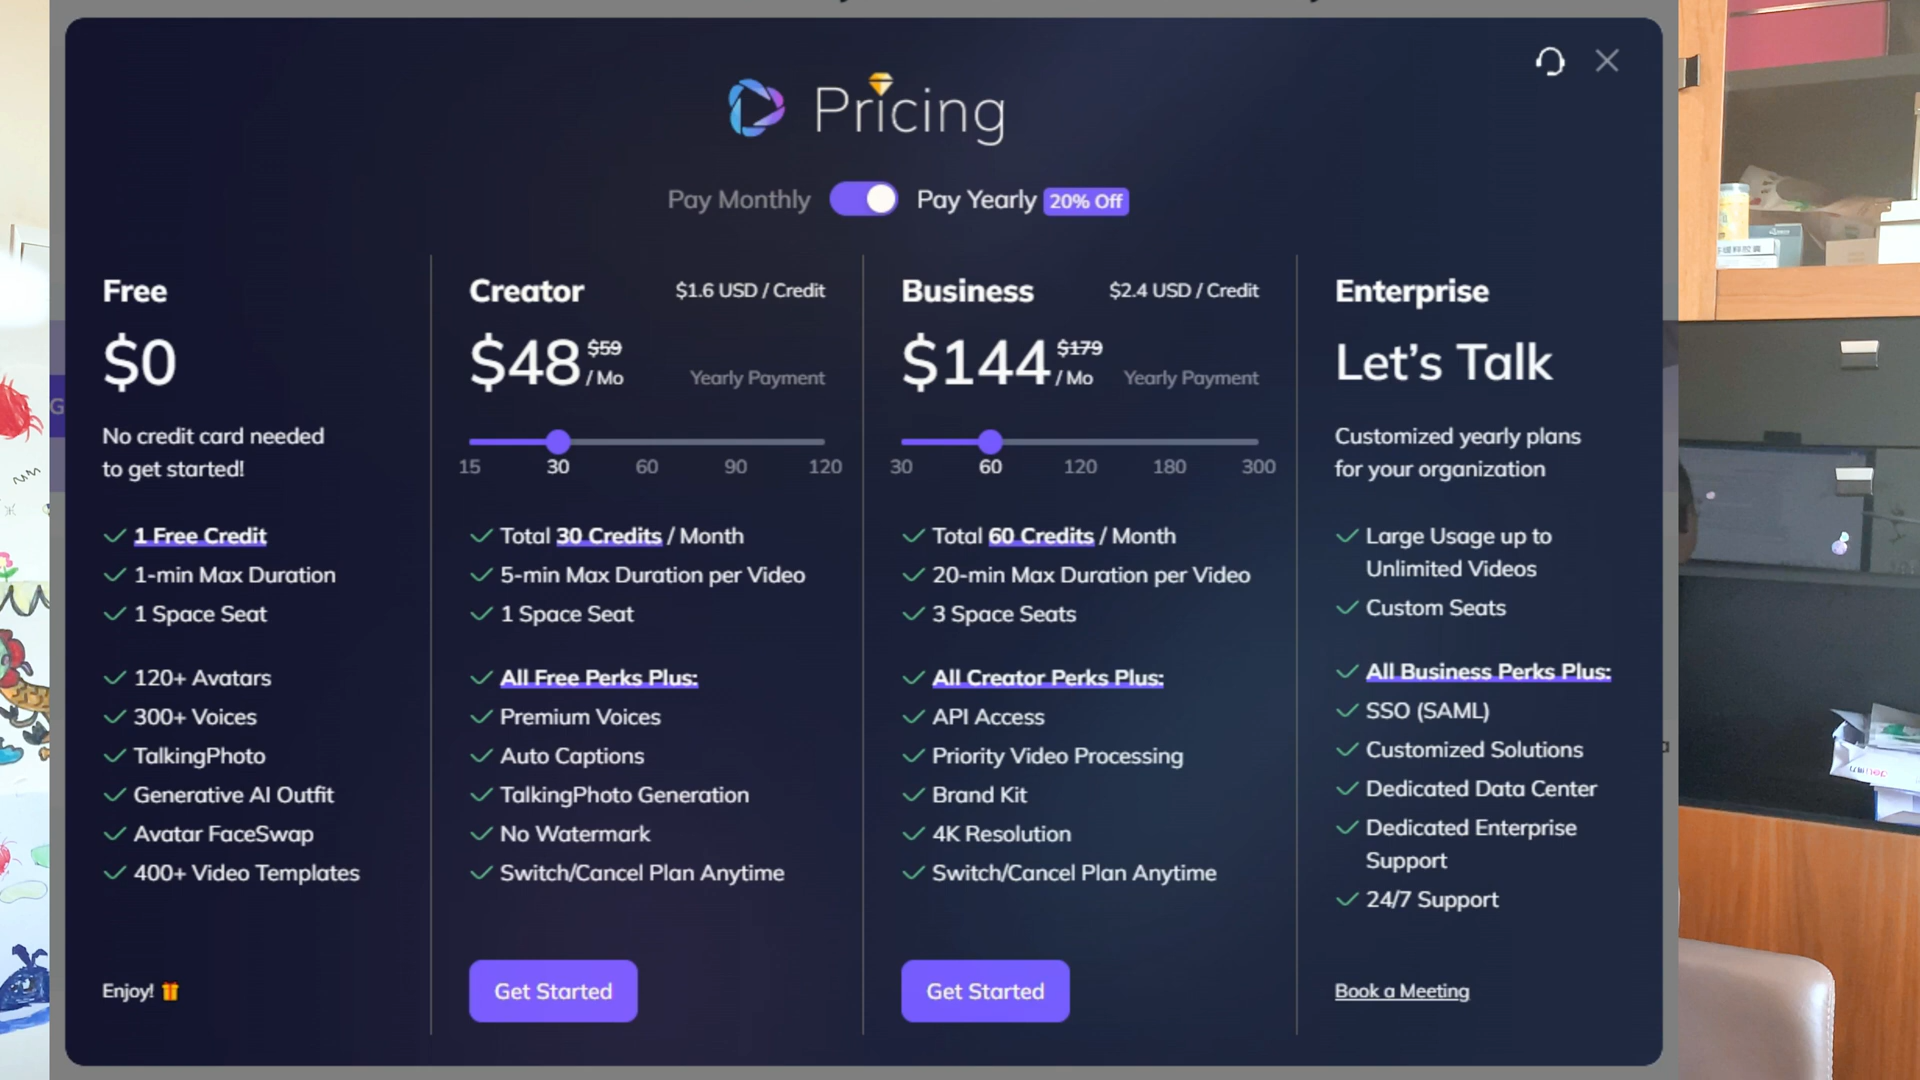 Pricing
Pay Monthly Pay Yearly 20% Off
Free
$0
No credit card needed
to get started!
1 Free Credit
1-min Max Duration
1 Space Seat
120+ Avatars
300+ Voices
TalkingPhoto
Generative AI Outfit
Avatar FaceSwap
400+ Video Templates
Enjoy!
Creator $1.6 USD / Credit
$48 $59 / Mo Yearly Payment
15 30 60 90 120
Total 30 Credits / Month
5-min Max Duration per Video
1 Space Seat
All Free Perks Plus:
Premium Voices
Auto Captions
TalkingPhoto Generation
No Watermark
Switch/Cancel Plan Anytime
Get Started
Business $2.4 USD / Credit
$144 $179 / Mo Yearly Payment
30 60 120 180 300
Total 60 Credits / Month
20-min Max Duration per Video
3 Space Seats
All Creator Perks Plus:
API Access
Priority Video Processing
Brand Kit
4K Resolution
Switch/Cancel Plan Anytime
Get Started
Enterprise
Let's Talk
Customized yearly plans
for your organization
Large Usage up to
Unlimited Videos
Custom Seats
All Business Perks Plus:
SSO (SAML)
Customized Solutions
Dedicated Data Center
Dedicated Enterprise
Support
24/7 Support
Book a Meeting